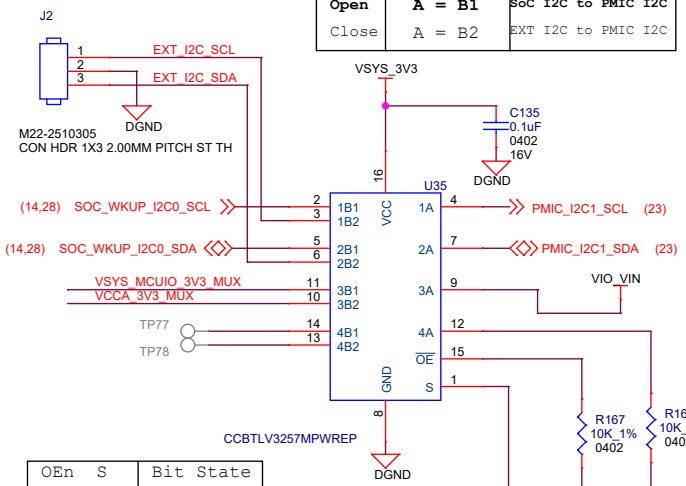 Open A = B1 SoC I2C to PMIC I2C
Close A = B2 EXT I2C to PMIC I2C
J2
1 EXT_I2C_SCL
2
3 EXT_I2C_SDA
DGND
M22-2510305
CON HDR 1X3 2.00MM PITCH ST TH
VSYS_3V3
C135
0.1uF
0402
16V
DGND
16
U35
VCC
(14,28) SOC_WKUP_I2C0_SCL 2 1B1 1A 4 PMIC_I2C1_SCL (23)
3 1B2
(14,28) SOC_WKUP_I2C0_SDA 5 2B1 2A 7 PMIC_I2C1_SDA (23)
6 2B2
VSYS_MCUIO_3V3_MUX 11 3B1 3A 9 VIO_VIN
VCCA_3V3_MUX 10 3B2
TP77 14 4B1 4A 12
TP78 13 4B2
OE 15
S 1
GND
8
CCBTLV3257MPWREP
DGND
R167
10K_1%
0402
OEn S Bit State